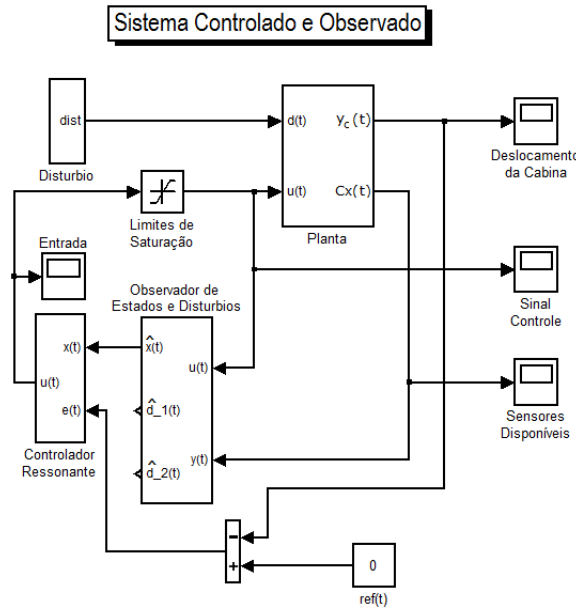 Sistema Controlado e Observado
dist
Disturbio
d(t)
y_c(t)
u(t)
Cx(t)
Planta
Deslocamento
da Cabina
Limites de
Saturação
Entrada
Observador de
Estados e Disturbios
Sinal
Controle
x(t)
u(t)
e(t)
Controlador
Ressonante
x̂(t)
u(t)
d̂_1(t)
y(t)
d̂_2(t)
Sensores
Disponíveis
-
+
0
ref(t)